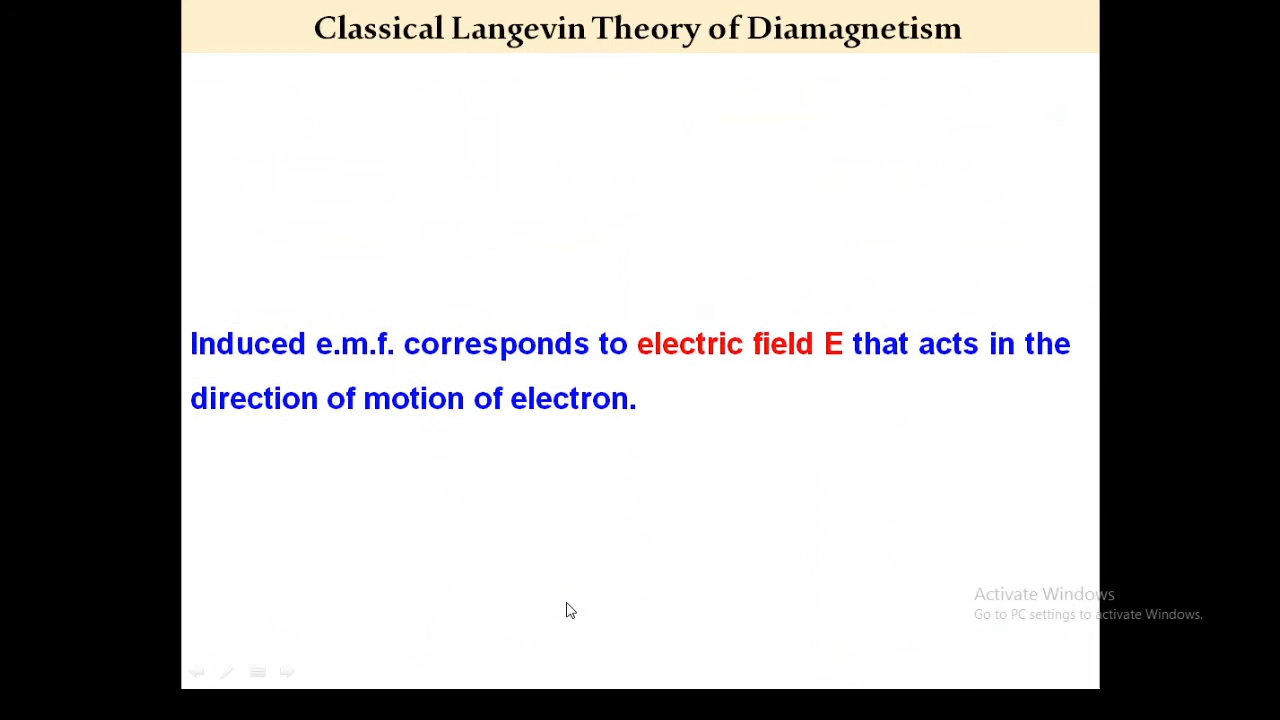 Classical Langevin Theory of Diamagnetism
Induced e.m.f. corresponds to electric field E that acts in the
direction of motion of electron.
Activate Windows
Go to PC settings to activate Windows.